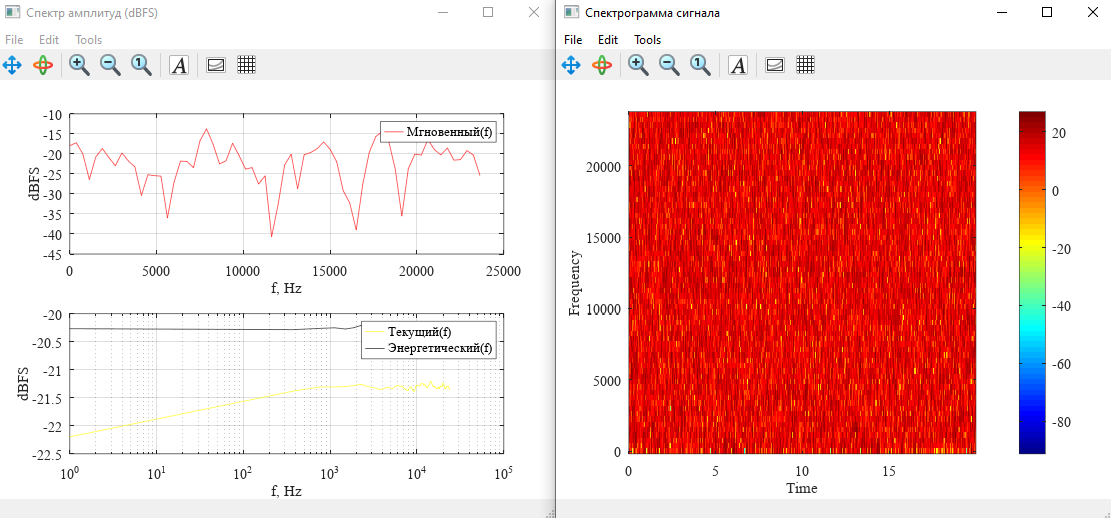 Спектр амплитуд (dBFS)
File Edit Tools
A
-10
-15
-20
-25
-30
-35
-40
-45
dBFS
Мгновенный(f)
0 5000 10000 15000 20000 25000
f, Hz
-20
-20.5
-21
-21.5
-22
-22.5
dBFS
Текущий(f)
Энергетический(f)
10⁰ 10¹ 10² 10³ 10⁴ 10⁵
f, Hz
Спектрограмма сигнала
File Edit Tools
A
20000
15000
10000
5000
0
Frequency
0 5 10 15
Time
20
0
-20
-40
-60
-80